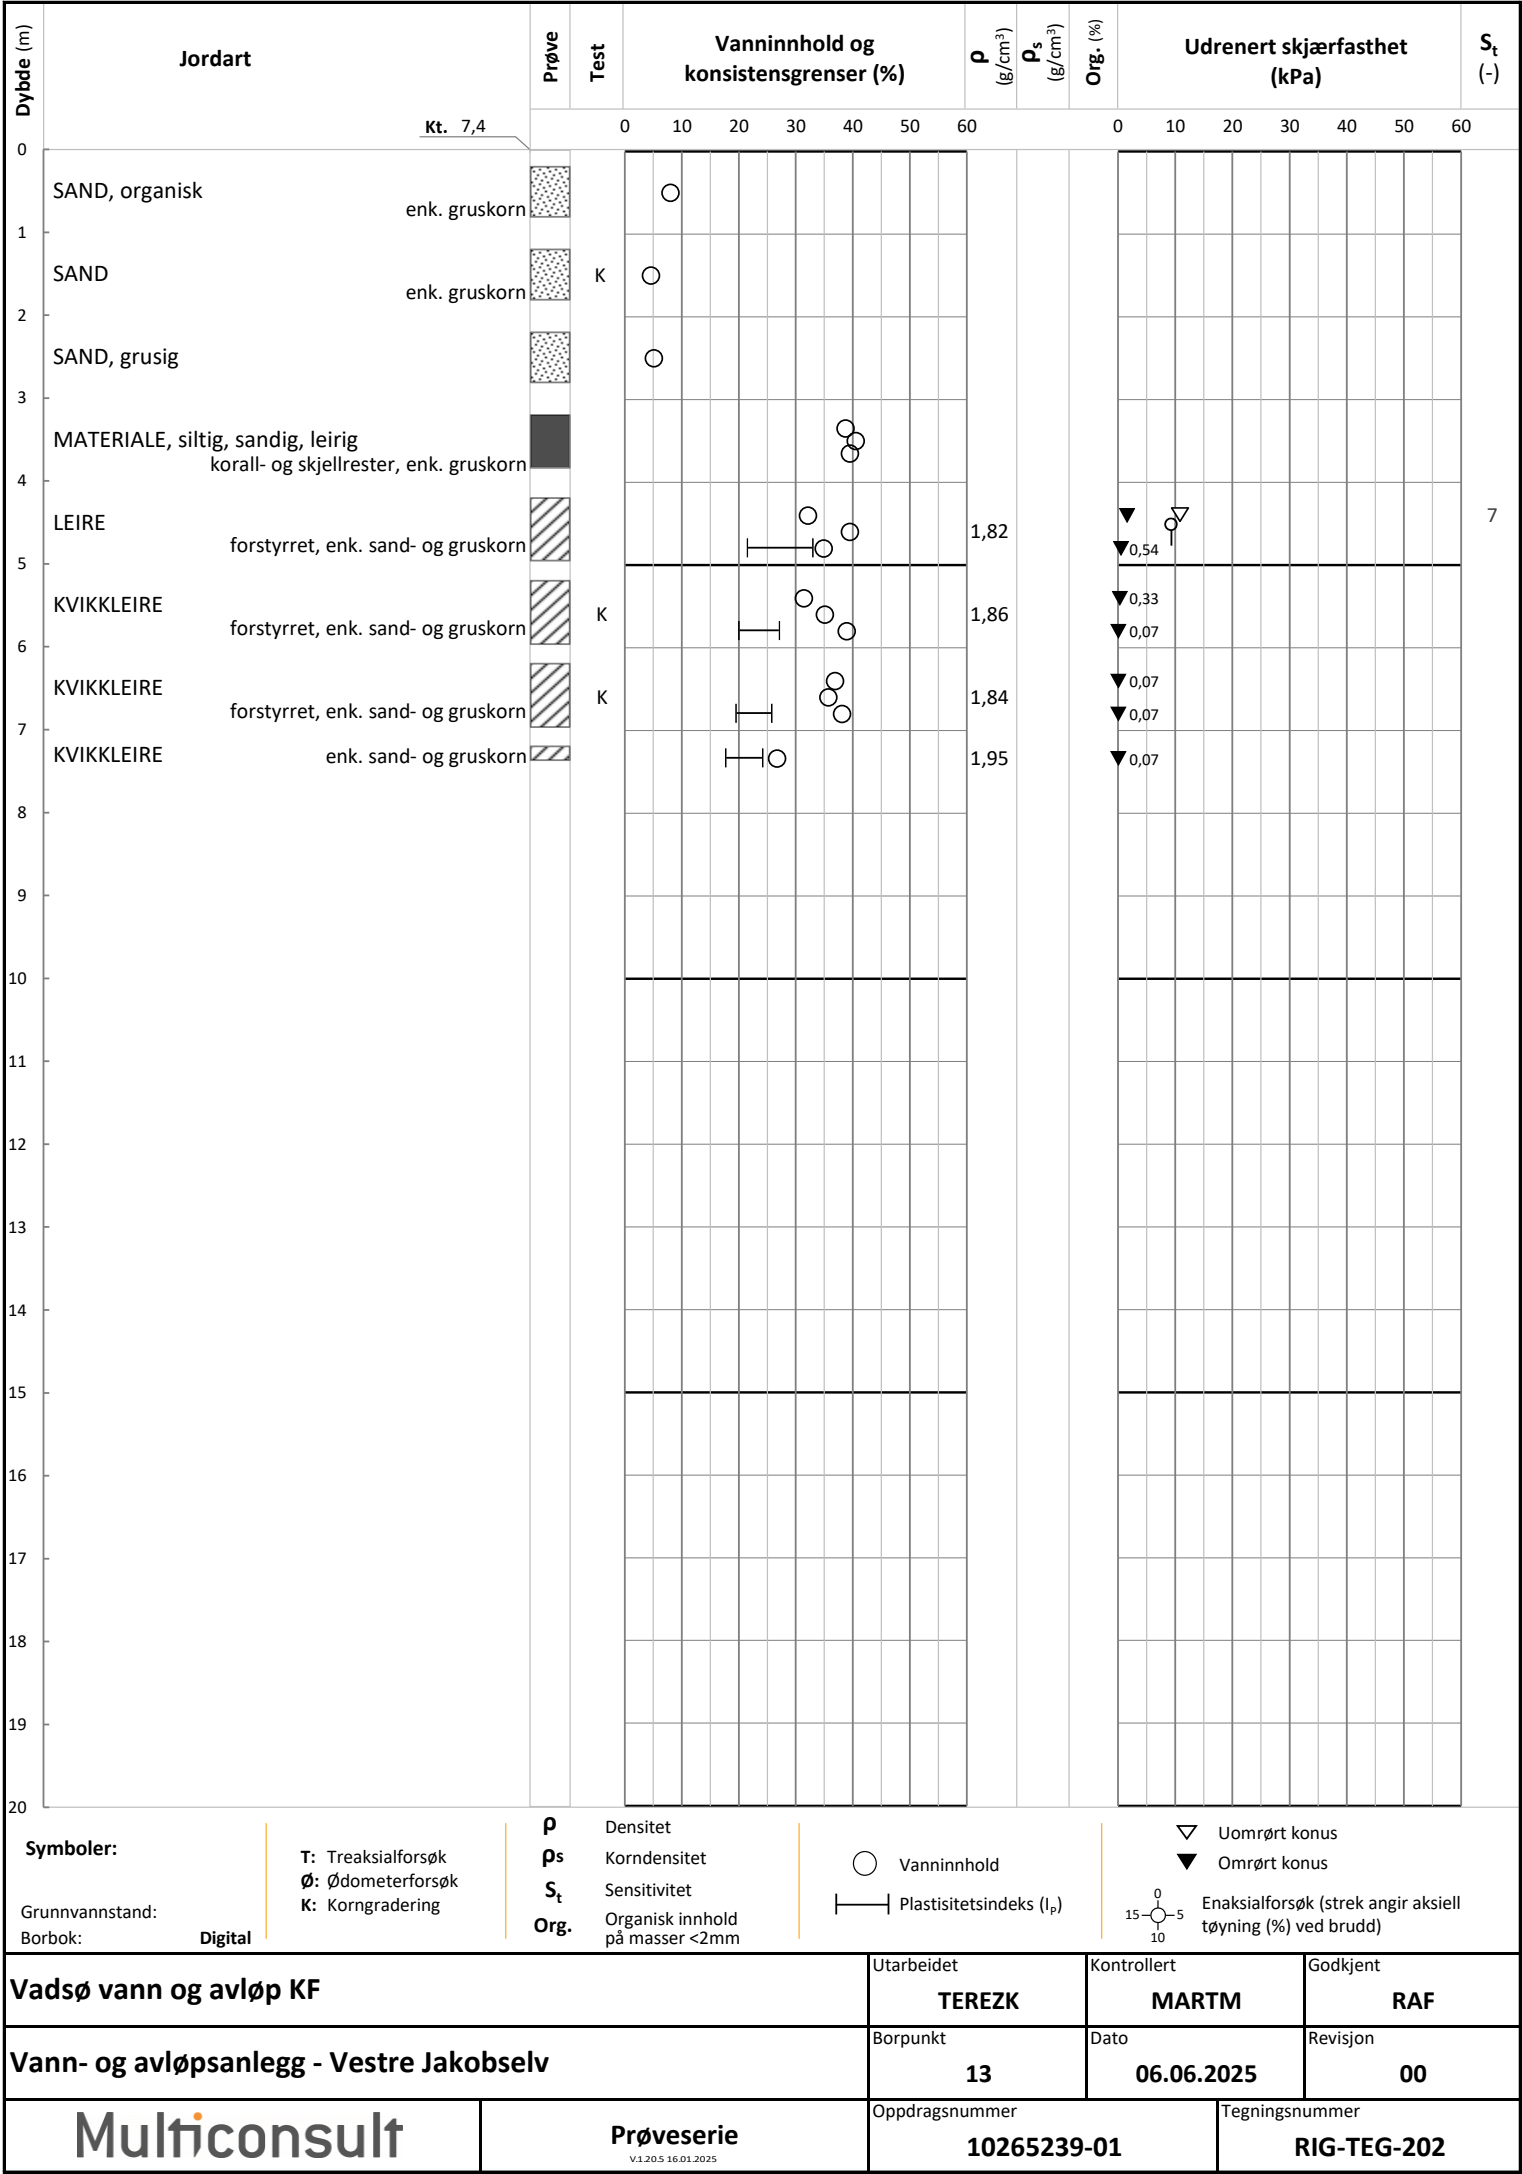 Dybde (m)
Jordart
Prøve
Test
Vanninnhold og
konsistensgrenser (%)
ρ
(g/cm³)
ρs
(g/cm³)
Org. (%)
Udrenert skjærfasthet
(kPa)
St
(-)
Kt. 7,4
0 10 20 30 40 50 60
0 10 20 30 40 50 60
0
SAND, organisk
enk. gruskorn
1
SAND
K
enk. gruskorn
2
SAND, grusig
3
MATERIALE, siltig, sandig, leirig
korall- og skjellrester, enk. gruskorn
4
LEIRE
7
forstyrret, enk. sand- og gruskorn
1,82
0,54
5
KVIKKLEIRE
0,33
K
1,86
forstyrret, enk. sand- og gruskorn
0,07
6
KVIKKLEIRE
0,07
K
1,84
forstyrret, enk. sand- og gruskorn
0,07
7
KVIKKLEIRE
enk. sand- og gruskorn
1,95
0,07
8
9
10
11
12
13
14
15
16
17
18
19
20
Symboler:
Grunnvannstand:
Borbok: Digital
T: Treaksialforsøk
Ø: Ødometerforsøk
K: Korngradering
ρ Densitet
ρs Korndensitet
St Sensitivitet
Org. Organisk innhold
på masser <2mm
Vanninnhold
Plastisitetsindeks (IP)
Uomrørt konus
Omrørt konus
0
15 5
10
Enaksialforsøk (strek angir aksiell
tøyning (%) ved brudd)
Vadsø vann og avløp KF
Utarbeidet
TEREZK
Kontrollert
MARTM
Godkjent
RAF
Vann- og avløpsanlegg - Vestre Jakobselv
Borpunkt
13
Dato
06.06.2025
Revisjon
00
Multiconsult
Prøveserie
V.1.20.5 16.01.2025
Oppdragsnummer
10265239-01
Tegningsnummer
RIG-TEG-202